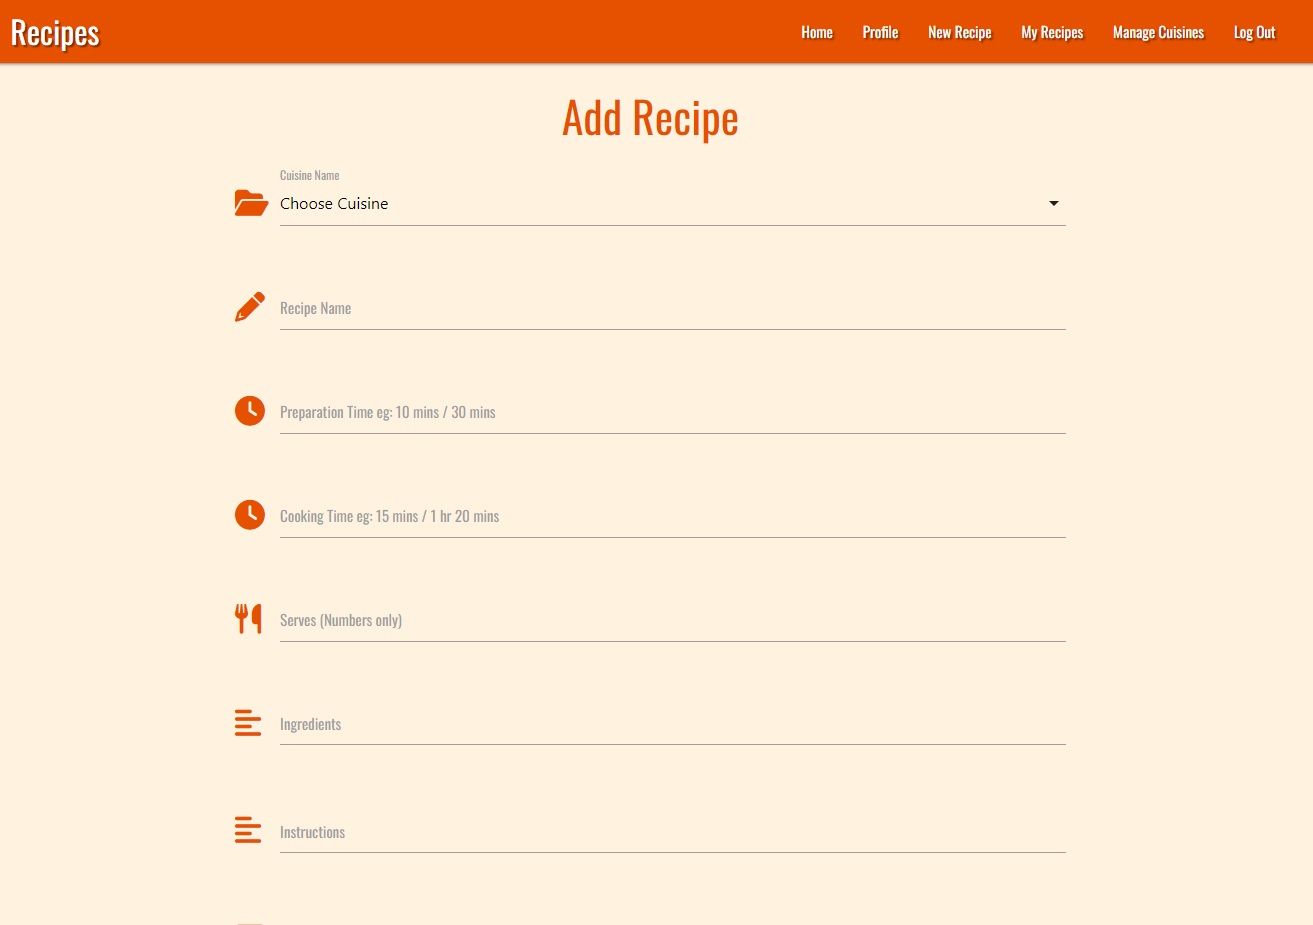 Recipes
Home Profile New Recipe My Recipes Manage Cuisines Log Out
Add Recipe
Cuisine Name
Choose Cuisine
Recipe Name
Preparation Time eg: 10 mins / 30 mins
Cooking Time eg: 15 mins / 1 hr 20 mins
Serves (Numbers only)
Ingredients
Instructions